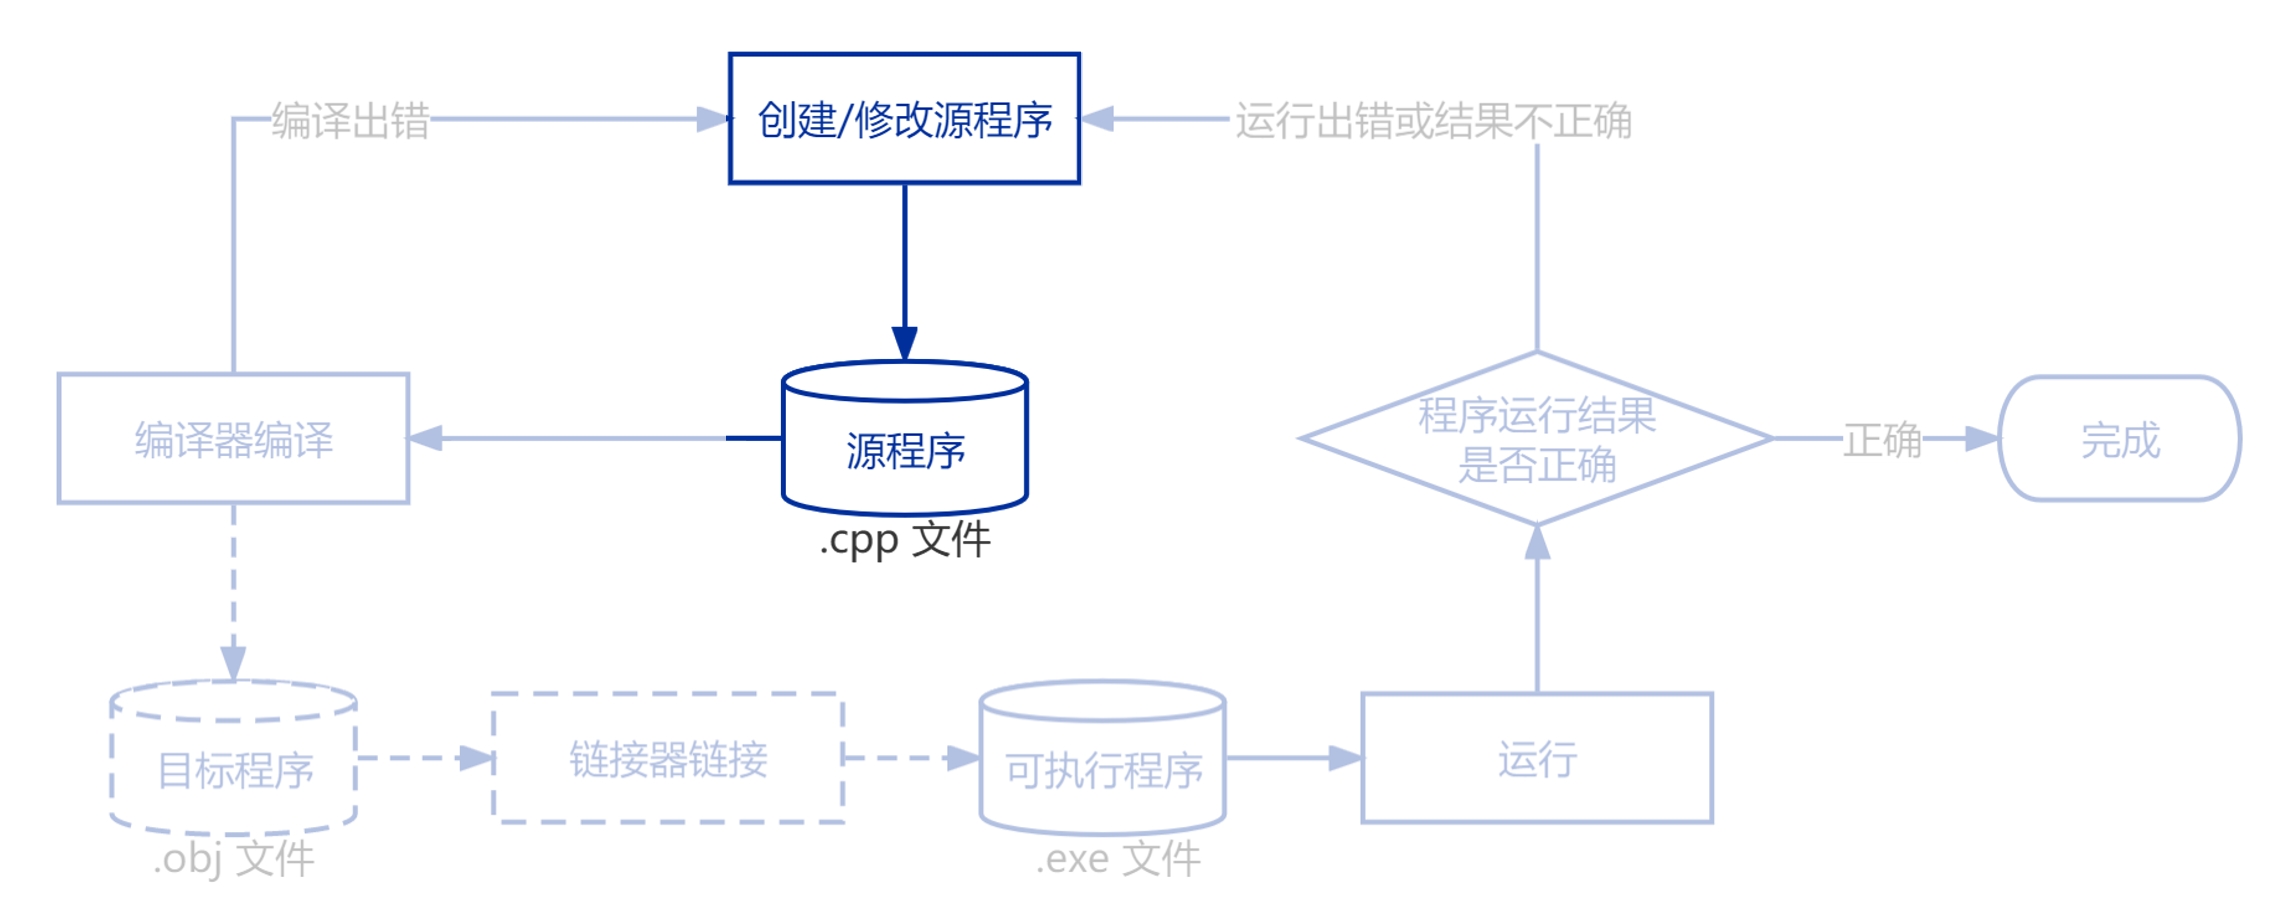 编译出错
创建/修改源程序
运行出错或结果不正确
编译器编译
源程序
.cpp 文件
程序运行结果
是否正确
正确
完成
目标程序
.obj 文件
链接器链接
可执行程序
.exe 文件
运行